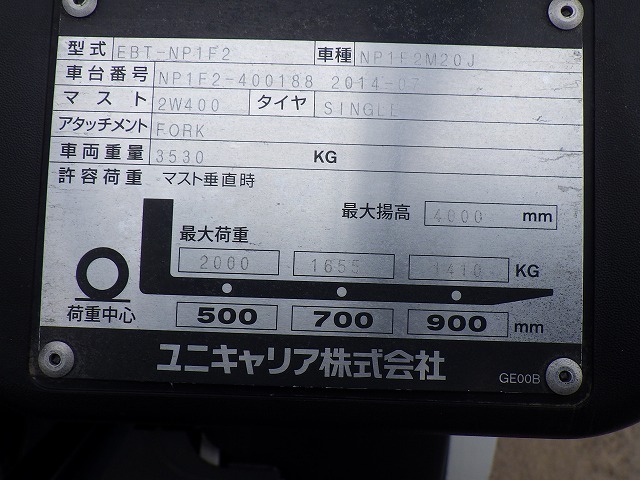 型式 EBT-NP1F2 車種 NP1F2M20J
車台番号 NP1F2-400188 2014-07
マスト 2W400 タイヤ SINGLE
アタッチメント FORK
車両重量 3530 KG
許容荷重 マスト垂直時
最大揚高 4000 mm
最大荷重
2000 1655 1410 KG
荷重中心 500 700 900 mm
ユニキャリア株式会社 GE00B